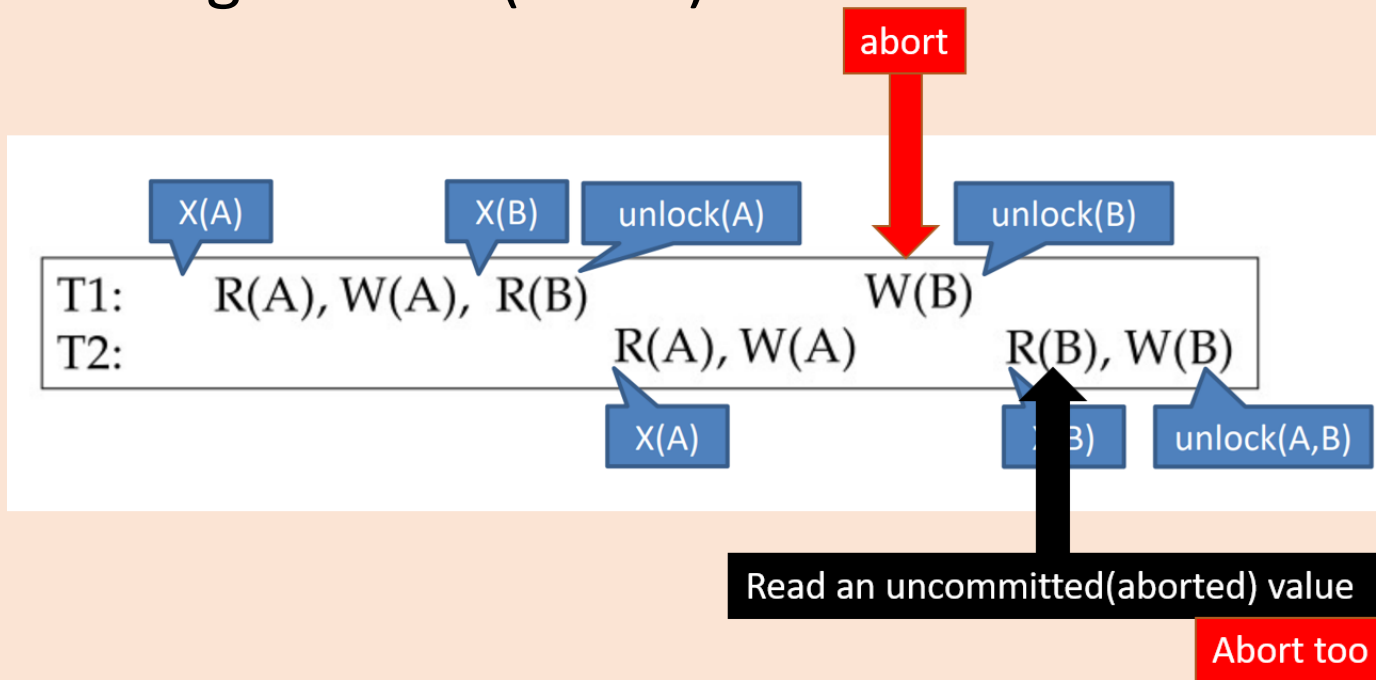 abort
X(A) X(B) unlock(A) unlock(B)
T1: R(A), W(A), R(B) W(B)
T2: R(A), W(A) R(B), W(B)
X(A) B) unlock(A,B)
Read an uncommitted(aborted) value
Abort too